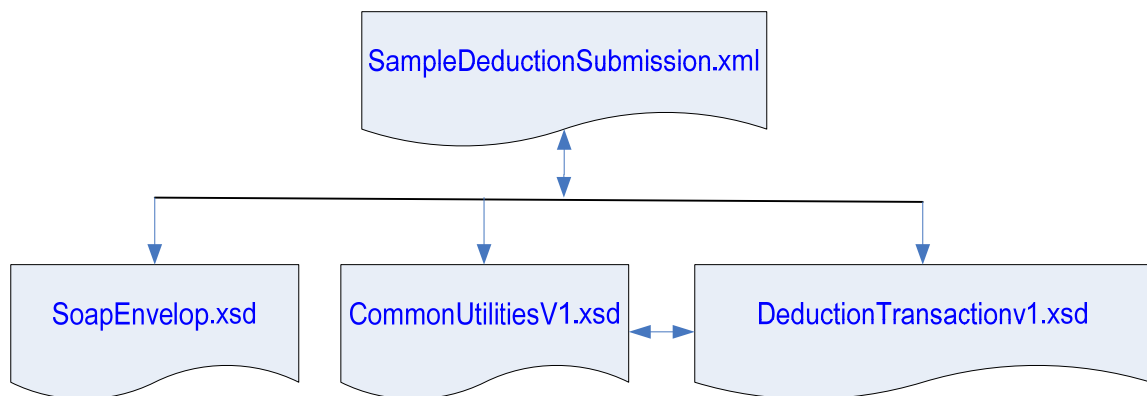 SampleDeductionSubmission.xml
SoapEnvelop.xsd
CommonUtilitiesV1.xsd
DeductionTransactionv1.xsd